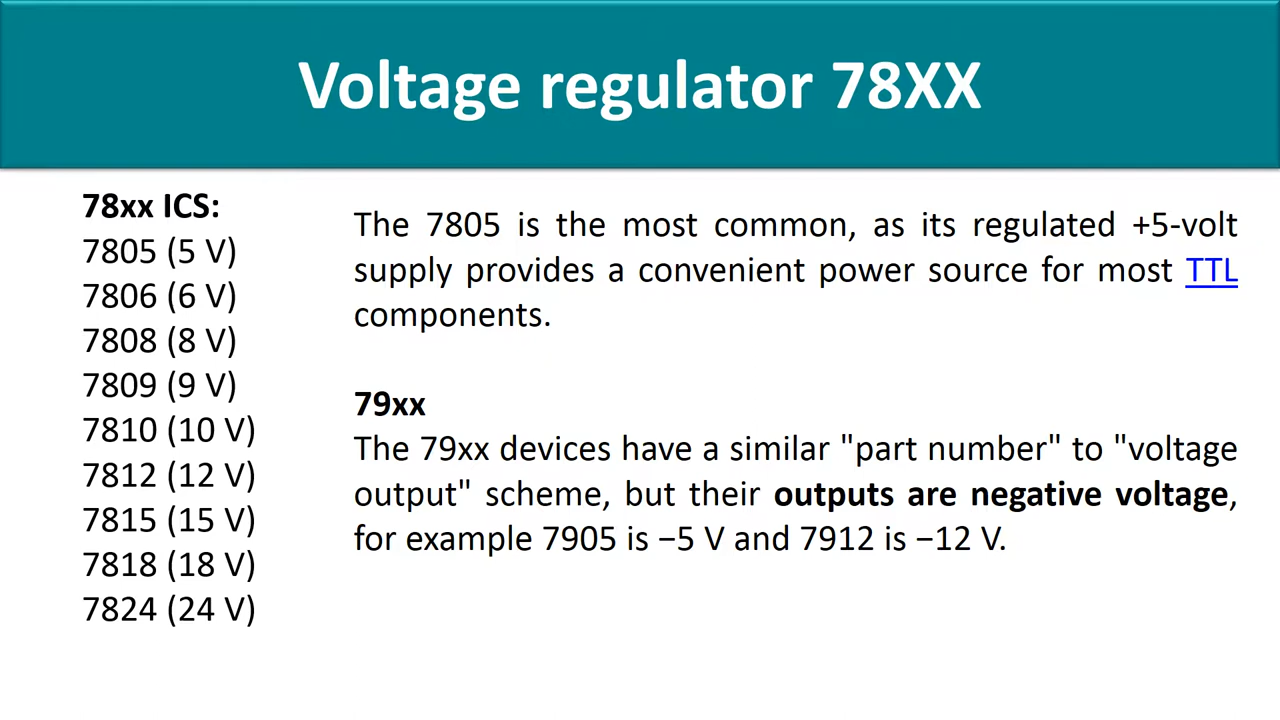 Voltage regulator 78XX
78xx ICS:
7805 (5 V)
7806 (6 V)
7808 (8 V)
7809 (9 V)
7810 (10 V)
7812 (12 V)
7815 (15 V)
7818 (18 V)
7824 (24 V)
The 7805 is the most common, as its regulated +5-volt
supply provides a convenient power source for most TTL
components.
79xx
The 79xx devices have a similar "part number" to "voltage
output" scheme, but their outputs are negative voltage,
for example 7905 is −5 V and 7912 is −12 V.